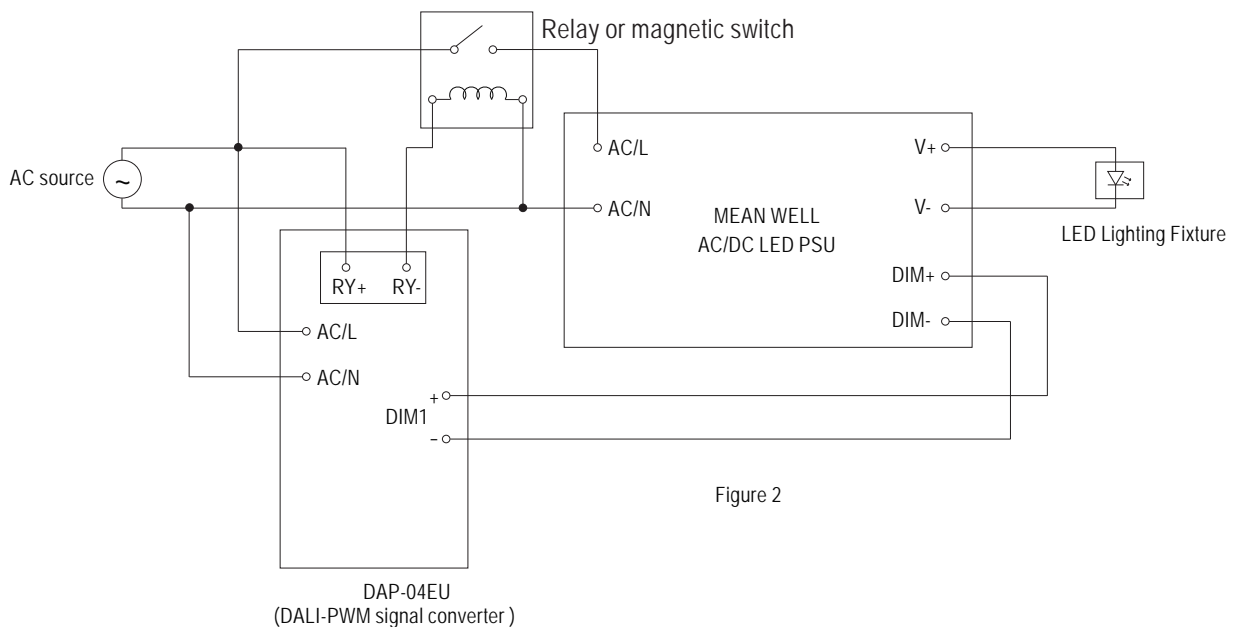 Relay or magnetic switch
AC source
~
AC/L
AC/N
MEAN WELL
AC/DC LED PSU
V+
V-
DIM+
DIM-
LED Lighting Fixture
RY+
RY-
AC/L
AC/N
DIM1
+
–
Figure 2
DAP-04EU
(DALI-PWM signal converter )